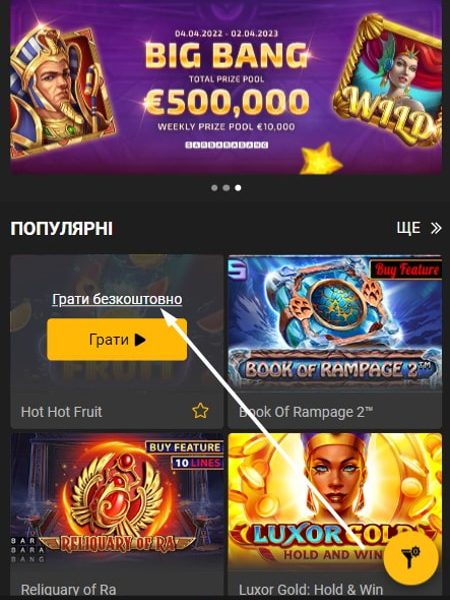 04.04.2022 - 02.04.2023
BIG BANG
TOTAL PRIZE POOL
€500,000
WEEKLY PRIZE POOL €10,000
BARBARABANG
WILD
ПОПУЛЯРНІ
ЩЕ
Грати безкоштовно
Грати
FRUIT
Hot Hot Fruit
Buy Feature
BOOK OF RAMPAGE 2™
Book Of Rampage 2™
BUY FEATURE
10 LINES
RELIQUARY OF RA
BAR
BARA
BANG
Reliquary of Ra
LUXOR GOLD
HOLD AND WIN
Luxor Gold: Hold & Win